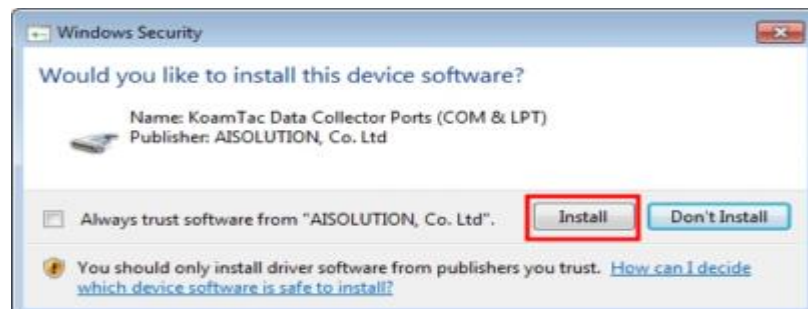 Windows Security
Would you like to install this device software?
Name: KoamTac Data Collector Ports (COM & LPT)
Publisher: AISOLUTION, Co. Ltd
Always trust software from "AISOLUTION, Co. Ltd".
Install
Don't Install
You should only install driver software from publishers you trust. How can I decide
which device software is safe to install?